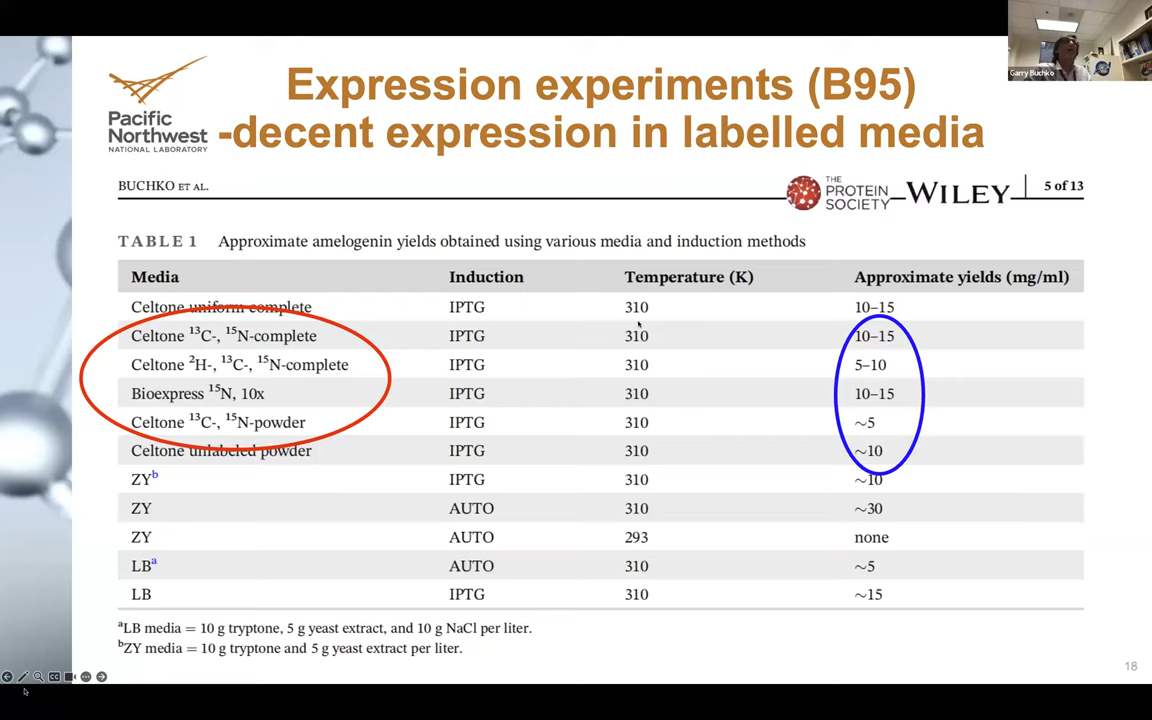 Garry Buchko
Pacific
Northwest
NATIONAL LABORATORY
Expression experiments (B95)
-decent expression in labelled media
BUCHKO ET AL.
THE
PROTEIN
SOCIETY
WILEY
5 of 13
TABLE 1 Approximate amelogenin yields obtained using various media and induction methods
Media Induction Temperature (K) Approximate yields (mg/ml)
Celtone uniform complete IPTG 310 10–15
Celtone ¹³C-, ¹⁵N-complete IPTG 310 10–15
Celtone ²H-, ¹³C-, ¹⁵N-complete IPTG 310 5–10
Bioexpress ¹⁵N, 10x IPTG 310 10–15
Celtone ¹³C-, ¹⁵N-powder IPTG 310 ~5
Celtone unlabeled powder IPTG 310 ~10
ZYᵇ IPTG 310 ~10
ZY AUTO 310 ~30
ZY AUTO 293 none
LBᵃ AUTO 310 ~5
LB IPTG 310 ~15
ᵃLB media = 10 g tryptone, 5 g yeast extract, and 10 g NaCl per liter.
ᵇZY media = 10 g tryptone and 5 g yeast extract per liter.
18
CC